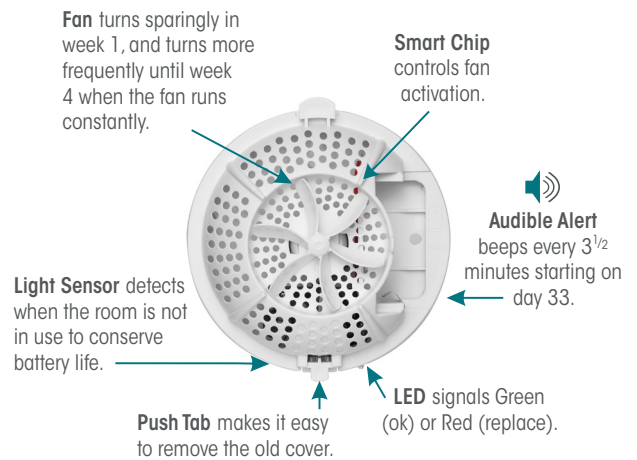 Fan turns sparingly in
week 1, and turns more
frequently until week
4 when the fan runs
constantly.
Smart Chip
controls fan
activation.
Audible Alert
beeps every 3 1/2
minutes starting on
day 33.
Light Sensor detects
when the room is not
in use to conserve
battery life.
LED signals Green
(ok) or Red (replace).
Push Tab makes it easy
to remove the old cover.